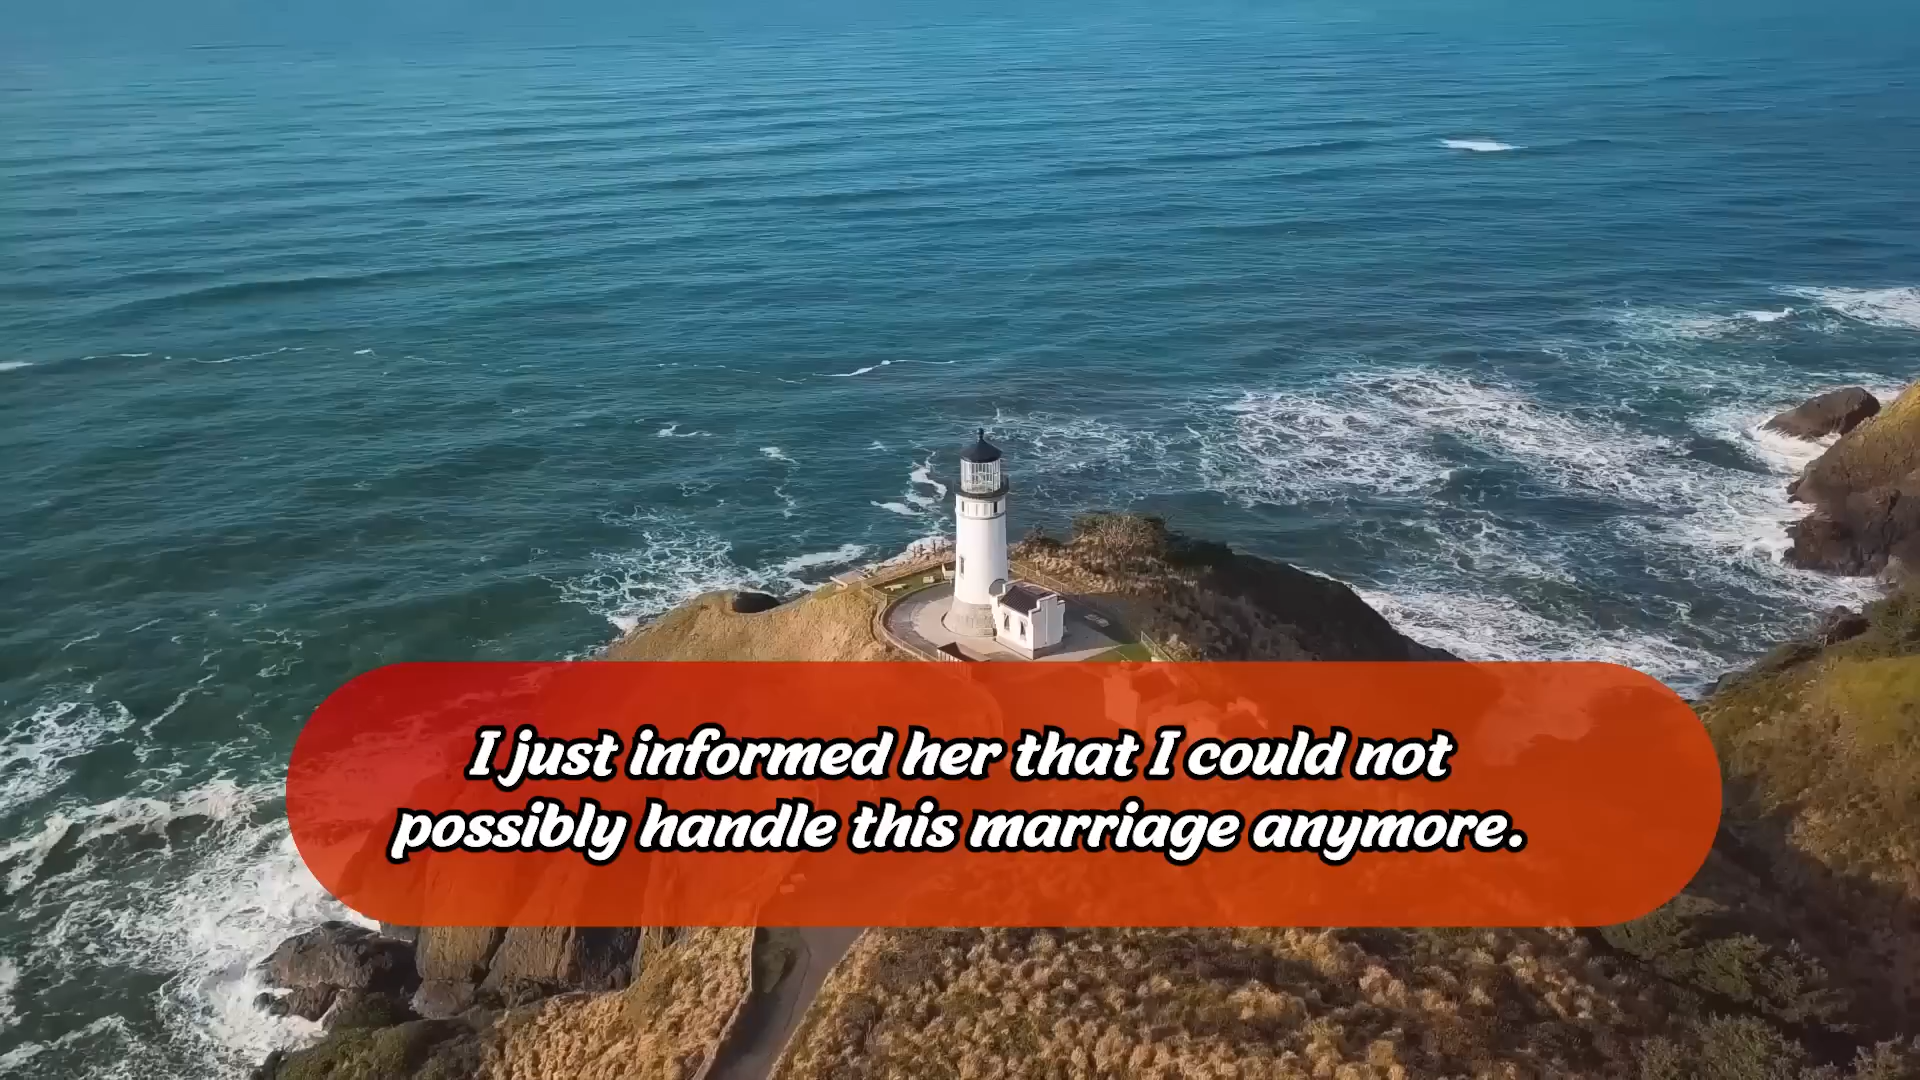 I just informed her that I could not
possibly handle this marriage anymore.